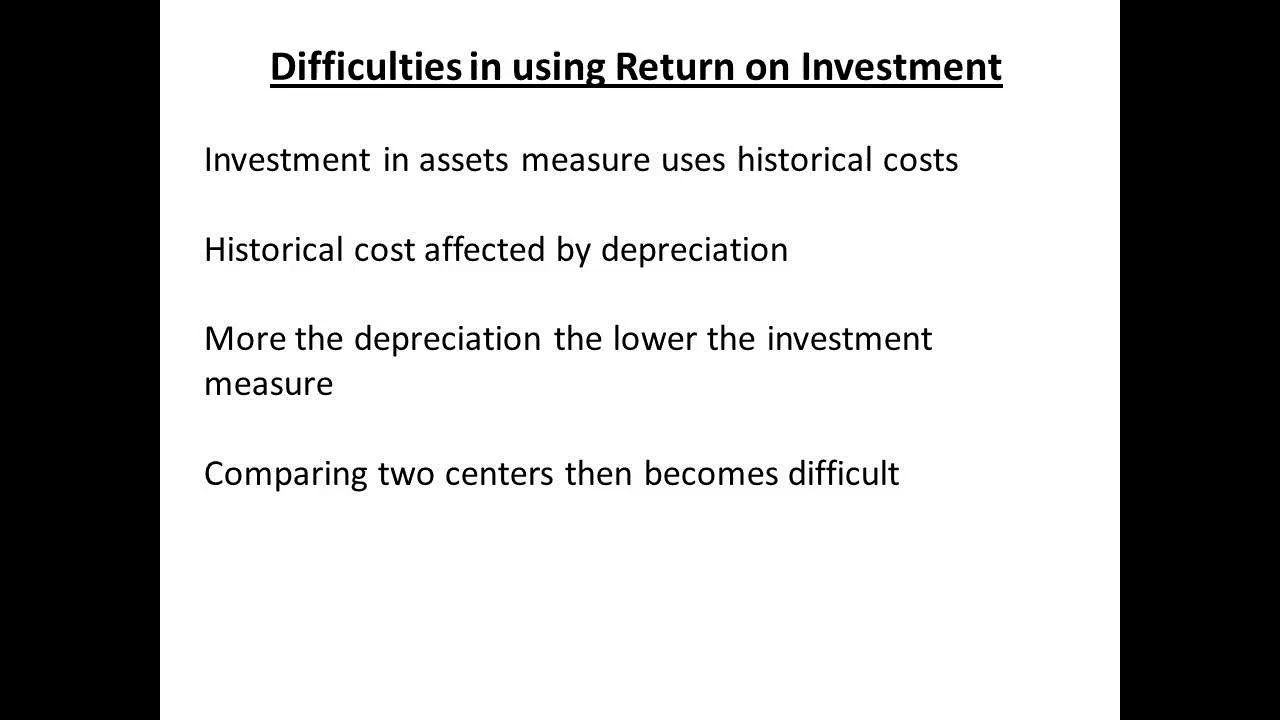 Difficulties in using Return on Investment
Investment in assets measure uses historical costs
Historical cost affected by depreciation
More the depreciation the lower the investment
measure
Comparing two centers then becomes difficult